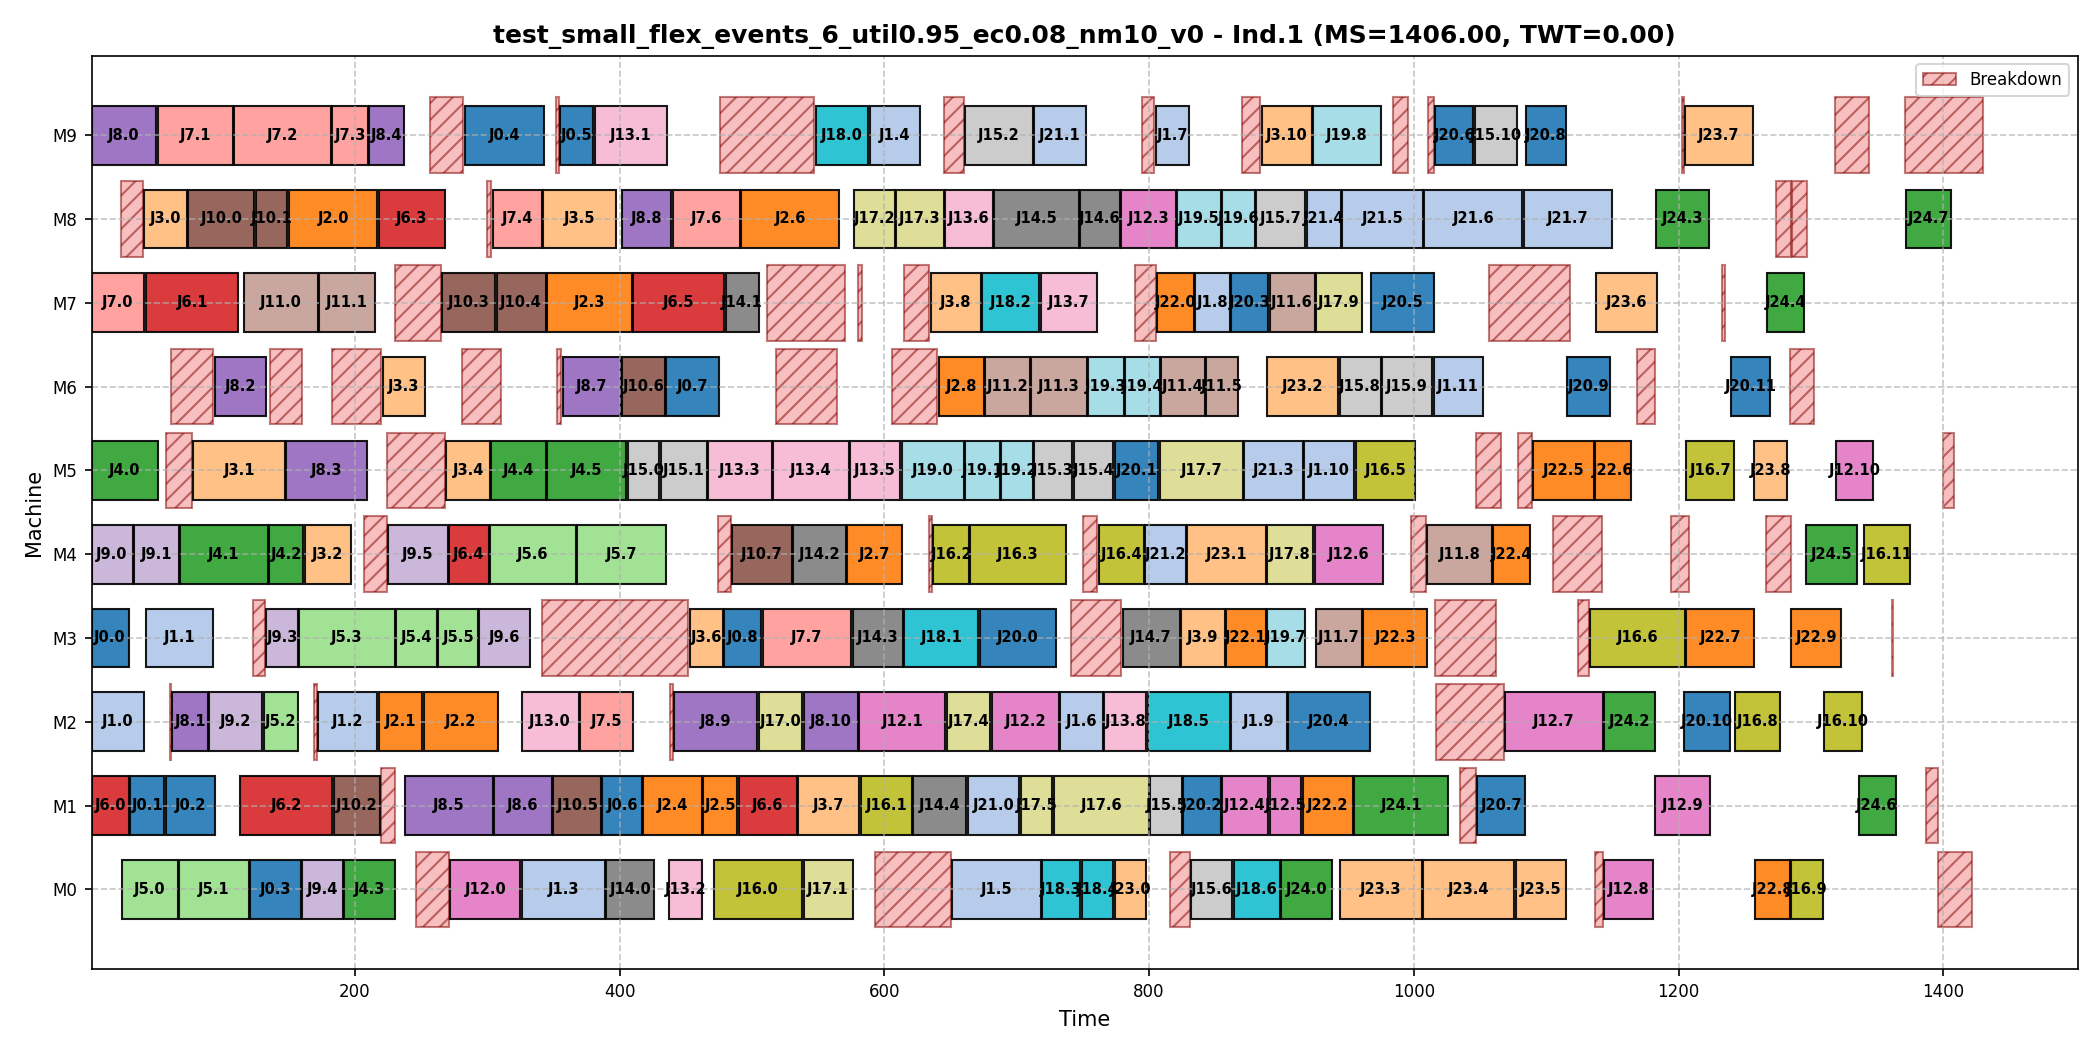 test_small_flex_events_6_util0.95_ec0.08_nm10_v0 - Ind.1 (MS=1406.00, TWT=0.00)
Breakdown
M9 J8.0 J7.1 J7.2 J7.3 J8.4 J0.4 J0.5 J13.1 J18.0 J1.4 J15.2 J21.1 J1.7 J3.10 J19.8 J20.6 J15.10 J20.8 J23.7
M8 J3.0 J10.0 J10.1 J2.0 J6.3 J7.4 J3.5 J8.8 J7.6 J2.6 J17.2 J17.3 J13.6 J14.5 J14.6 J12.3 J19.5 J19.6 J15.7 J21.4 J21.5 J21.6 J21.7 J24.3 J24.7
M7 J7.0 J6.1 J11.0 J11.1 J10.3 J10.4 J2.3 J6.5 J14.1 J3.8 J18.2 J13.7 J22.0 J1.8 J20.3 J11.6 J17.9 J20.5 J23.6 J24.4
M6 J8.2 J3.3 J8.7 J10.6 J0.7 J2.8 J11.2 J11.3 J19.3 J19.4 J11.4 J11.5 J23.2 J15.8 J15.9 J1.11 J20.9 J20.11
M5 J4.0 J3.1 J8.3 J3.4 J4.4 J4.5 J15.0 J15.1 J13.3 J13.4 J13.5 J19.0 J19.1 J19.2 J15.3 J15.4 J20.1 J17.7 J21.3 J1.10 J16.5 J22.5 J22.6 J16.7 J23.8 J12.10
M4 J9.0 J9.1 J4.1 J4.2 J3.2 J9.5 J6.4 J5.6 J5.7 J10.7 J14.2 J2.7 J16.2 J16.3 J16.4 J21.2 J23.1 J17.8 J12.6 J11.8 J22.4 J24.5 J16.11
M3 J0.0 J1.1 J9.3 J5.3 J5.4 J5.5 J9.6 J3.6 J0.8 J7.7 J14.3 J18.1 J20.0 J14.7 J3.9 J22.1 J19.7 J11.7 J22.3 J16.6 J22.7 J22.9
M2 J1.0 J8.1 J9.2 J5.2 J1.2 J2.1 J2.2 J13.0 J7.5 J8.9 J17.0 J8.10 J12.1 J17.4 J12.2 J1.6 J13.8 J18.5 J1.9 J20.4 J12.7 J24.2 J20.10 J16.8 J16.10
M1 J6.0 J0.1 J0.2 J6.2 J10.2 J8.5 J8.6 J10.5 J0.6 J2.4 J2.5 J6.6 J3.7 J16.1 J14.4 J21.0 J17.5 J17.6 J15.5 J20.2 J12.4 J12.5 J22.2 J24.1 J20.7 J12.9 J24.6
M0 J5.0 J5.1 J0.3 J9.4 J4.3 J12.0 J1.3 J14.0 J13.2 J16.0 J17.1 J1.5 J18.3 J18.4 J23.0 J15.6 J18.6 J24.0 J23.3 J23.4 J23.5 J12.8 J22.8 J16.9
200 400 600 800 1000 1200 1400
Time
Machine